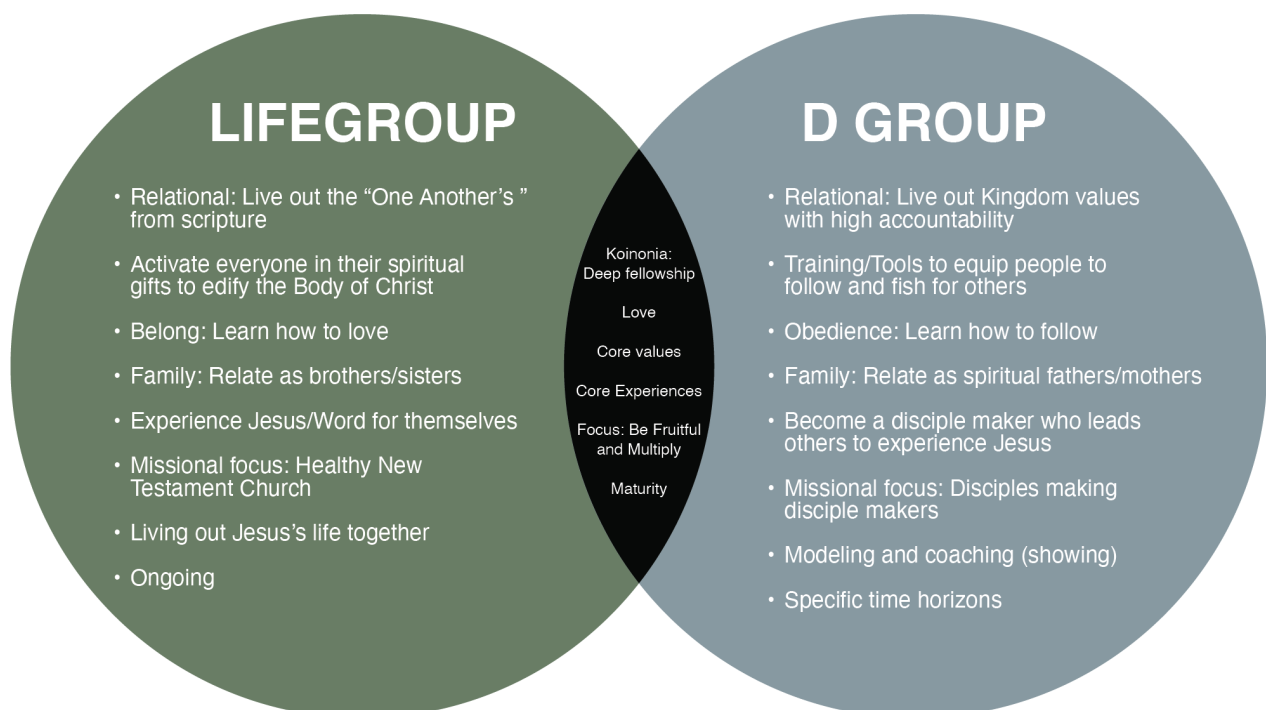 LIFEGROUP
• Relational: Live out the “One Another’s ”
from scripture
• Activate everyone in their spiritual
gifts to edify the Body of Christ
• Belong: Learn how to love
• Family: Relate as brothers/sisters
• Experience Jesus/Word for themselves
• Missional focus: Healthy New
Testament Church
• Living out Jesus’s life together
• Ongoing
Koinonia:
Deep fellowship
Love
Core values
Core Experiences
Focus: Be Fruitful
and Multiply
Maturity
D GROUP
• Relational: Live out Kingdom values
with high accountability
• Training/Tools to equip people to
follow and fish for others
• Obedience: Learn how to follow
• Family: Relate as spiritual fathers/mothers
• Become a disciple maker who leads
others to experience Jesus
• Missional focus: Disciples making
disciple makers
• Modeling and coaching (showing)
• Specific time horizons